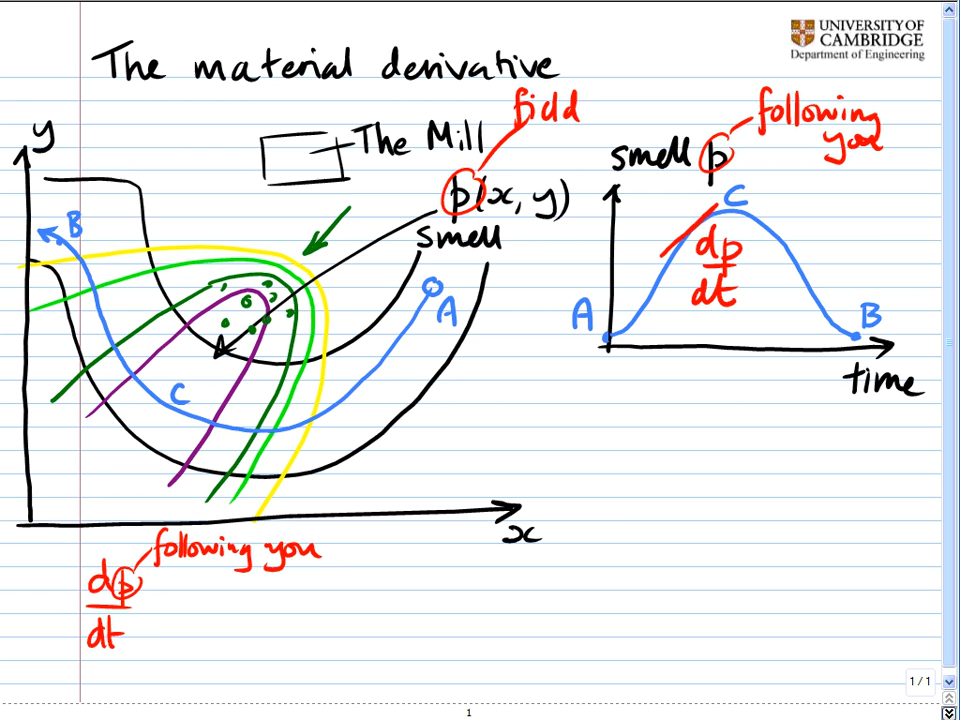 UNIVERSITY OF
CAMBRIDGE
Department of Engineering
The material derivative
field
following
you
y
The Mill
smell p
B
p(x, y)
C
smell
dp
dt
A
A
B
C
time
x
following you
dp
dt
1 / 1
1